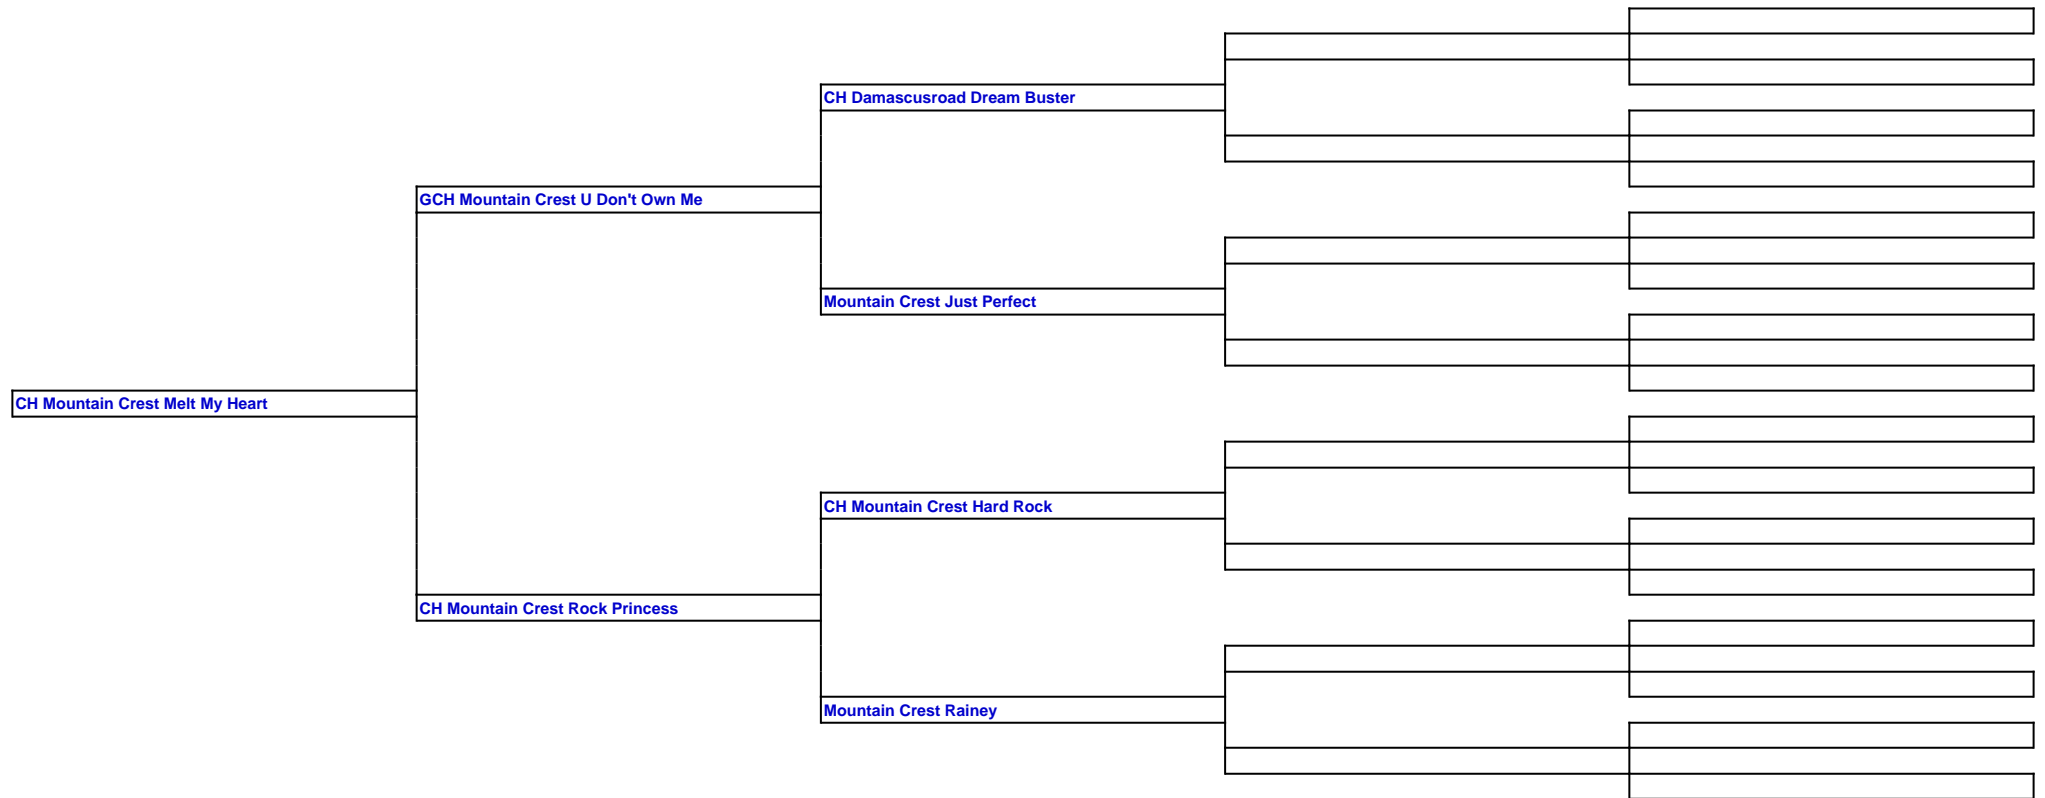 CH Damascusroad Dream Buster
GCH Mountain Crest U Don't Own Me
Mountain Crest Just Perfect
CH Mountain Crest Melt My Heart
CH Mountain Crest Hard Rock
CH Mountain Crest Rock Princess
Mountain Crest Rainey